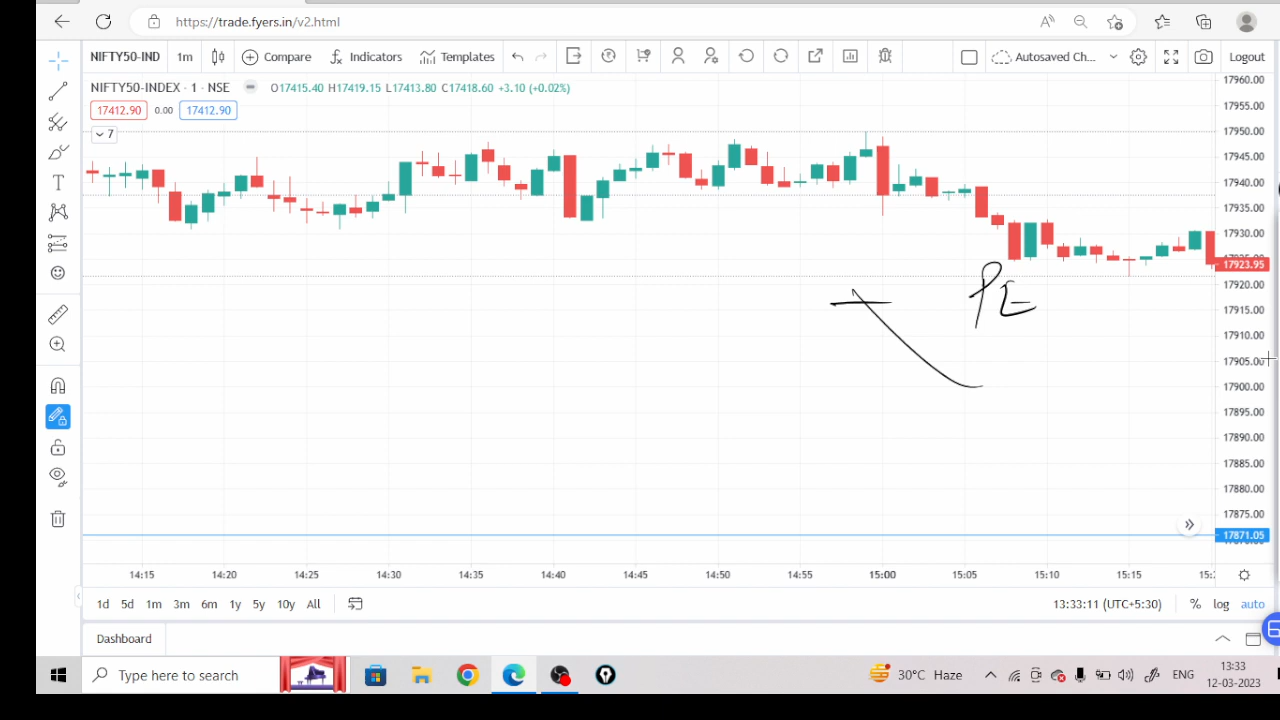 https://trade.fyers.in/v2.html
NIFTY50-IND 1m Compare Indicators Templates Autosaved Ch... Logout
NIFTY50-INDEX · 1 · NSE O17415.40 H17419.15 L17413.80 C17418.60 +3.10 (+0.02%)
17412.90 0.00 17412.90
7
17960.00
17955.00
17950.00
17945.00
17940.00
17935.00
17930.00
17923.95
17920.00
17915.00
17910.00
17905.00
17900.00
17895.00
17890.00
17885.00
17880.00
17875.00
17871.05
PE
14:15 14:20 14:25 14:30 14:35 14:40 14:45 14:50 14:55 15:00 15:05 15:10 15:15
1d 5d 1m 3m 6m 1y 5y 10y All 13:33:11 (UTC+5:30) % log auto
Dashboard
Type here to search 30°C Haze ENG 13:33
12-03-2023